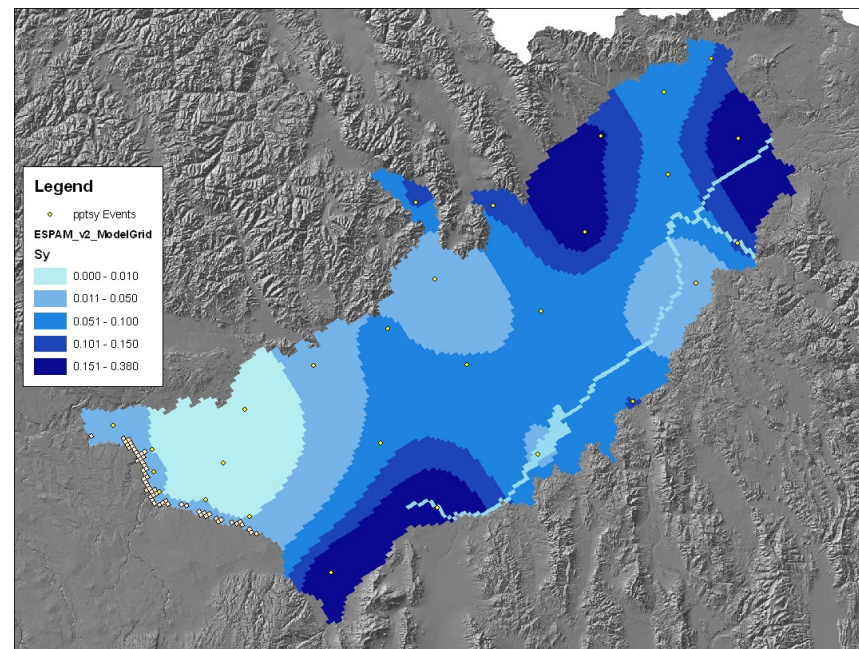 Legend
pptsy Events
ESPAM_v2_ModelGrid
Sy
0.000 - 0.010
0.011 - 0.050
0.051 - 0.100
0.101 - 0.150
0.151 - 0.380